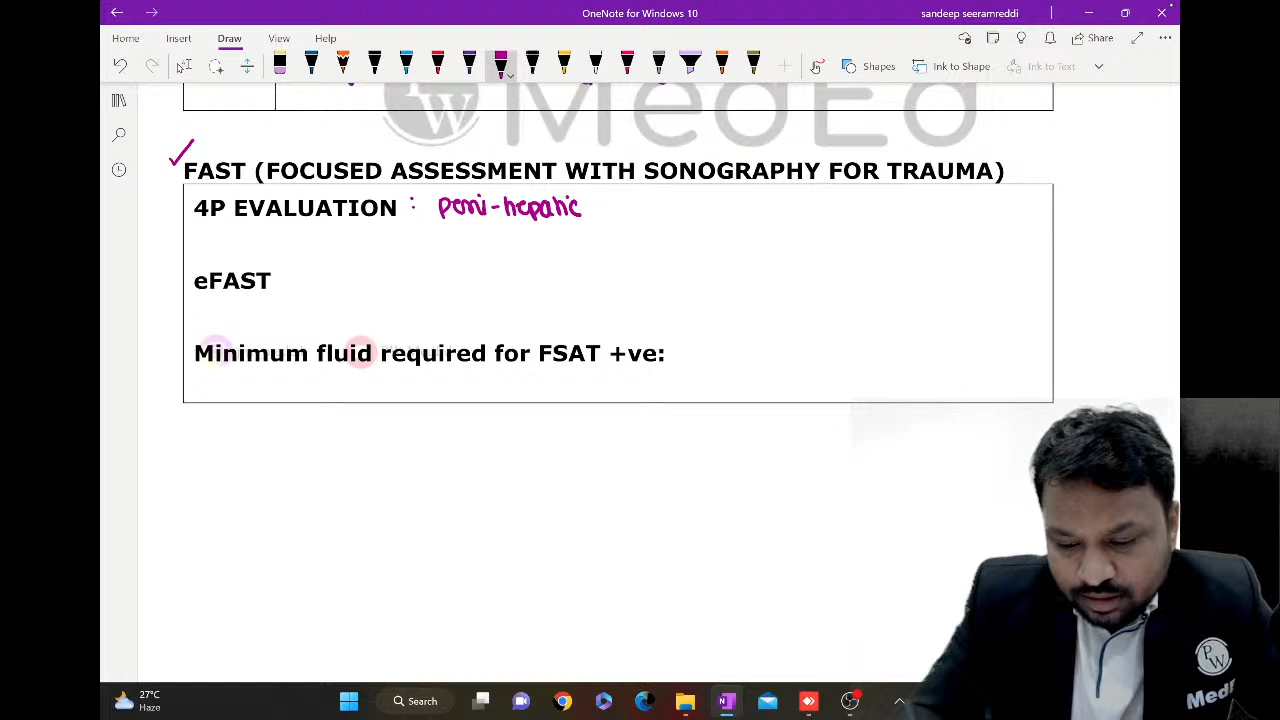 OneNote for Windows 10
sandeep seeramreddi
Home Insert Draw View Help
Share
Shapes Ink to Shape Ink to Text
MedEd
FAST (FOCUSED ASSESSMENT WITH SONOGRAPHY FOR TRAUMA)
4P EVALUATION : peri-hepatic
eFAST
Minimum fluid required for FSAT +ve:
PW
27°C
Haze
Search